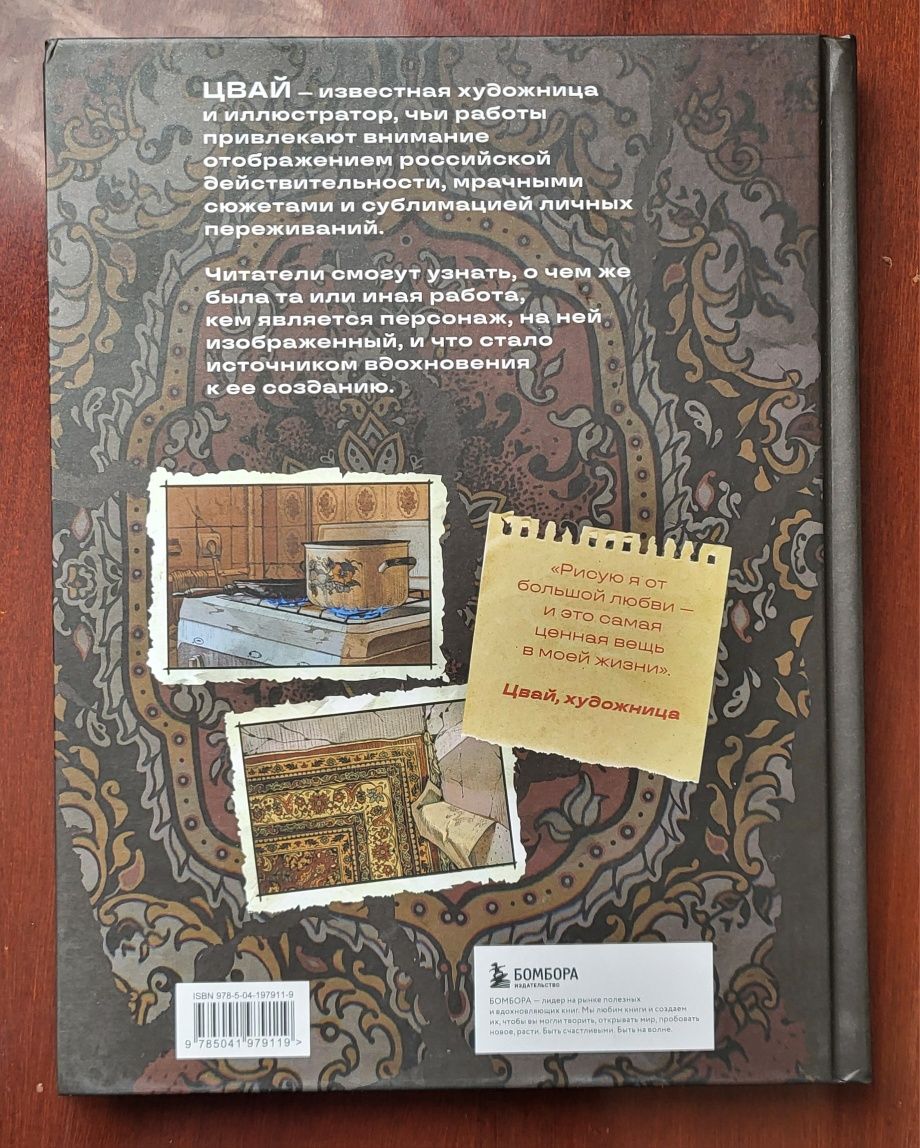 ЦВАЙ — известная художница
и иллюстратор, чьи работы
привлекают внимание
отображением российской
действительности, мрачными
сюжетами и сублимацией личных
переживаний.
Читатели смогут узнать, о чем же
была та или иная работа,
кем является персонаж, на ней
изображенный, и что стало
источником вдохновения
к ее созданию.
«Рисую я от
большой любви —
и это самая
ценная вещь
в моей жизни».
Цвай, художница
ISBN 978-5-04-197911-9
9 785041 979119 >
БОМБОРА
ИЗДАТЕЛЬСТВО
БОМБОРА — лидер на рынке полезных
и вдохновляющих книг. Мы любим книги и создаем
их, чтобы вы могли творить, открывать мир, пробовать
новое, расти. Быть счастливыми. Быть на волне.